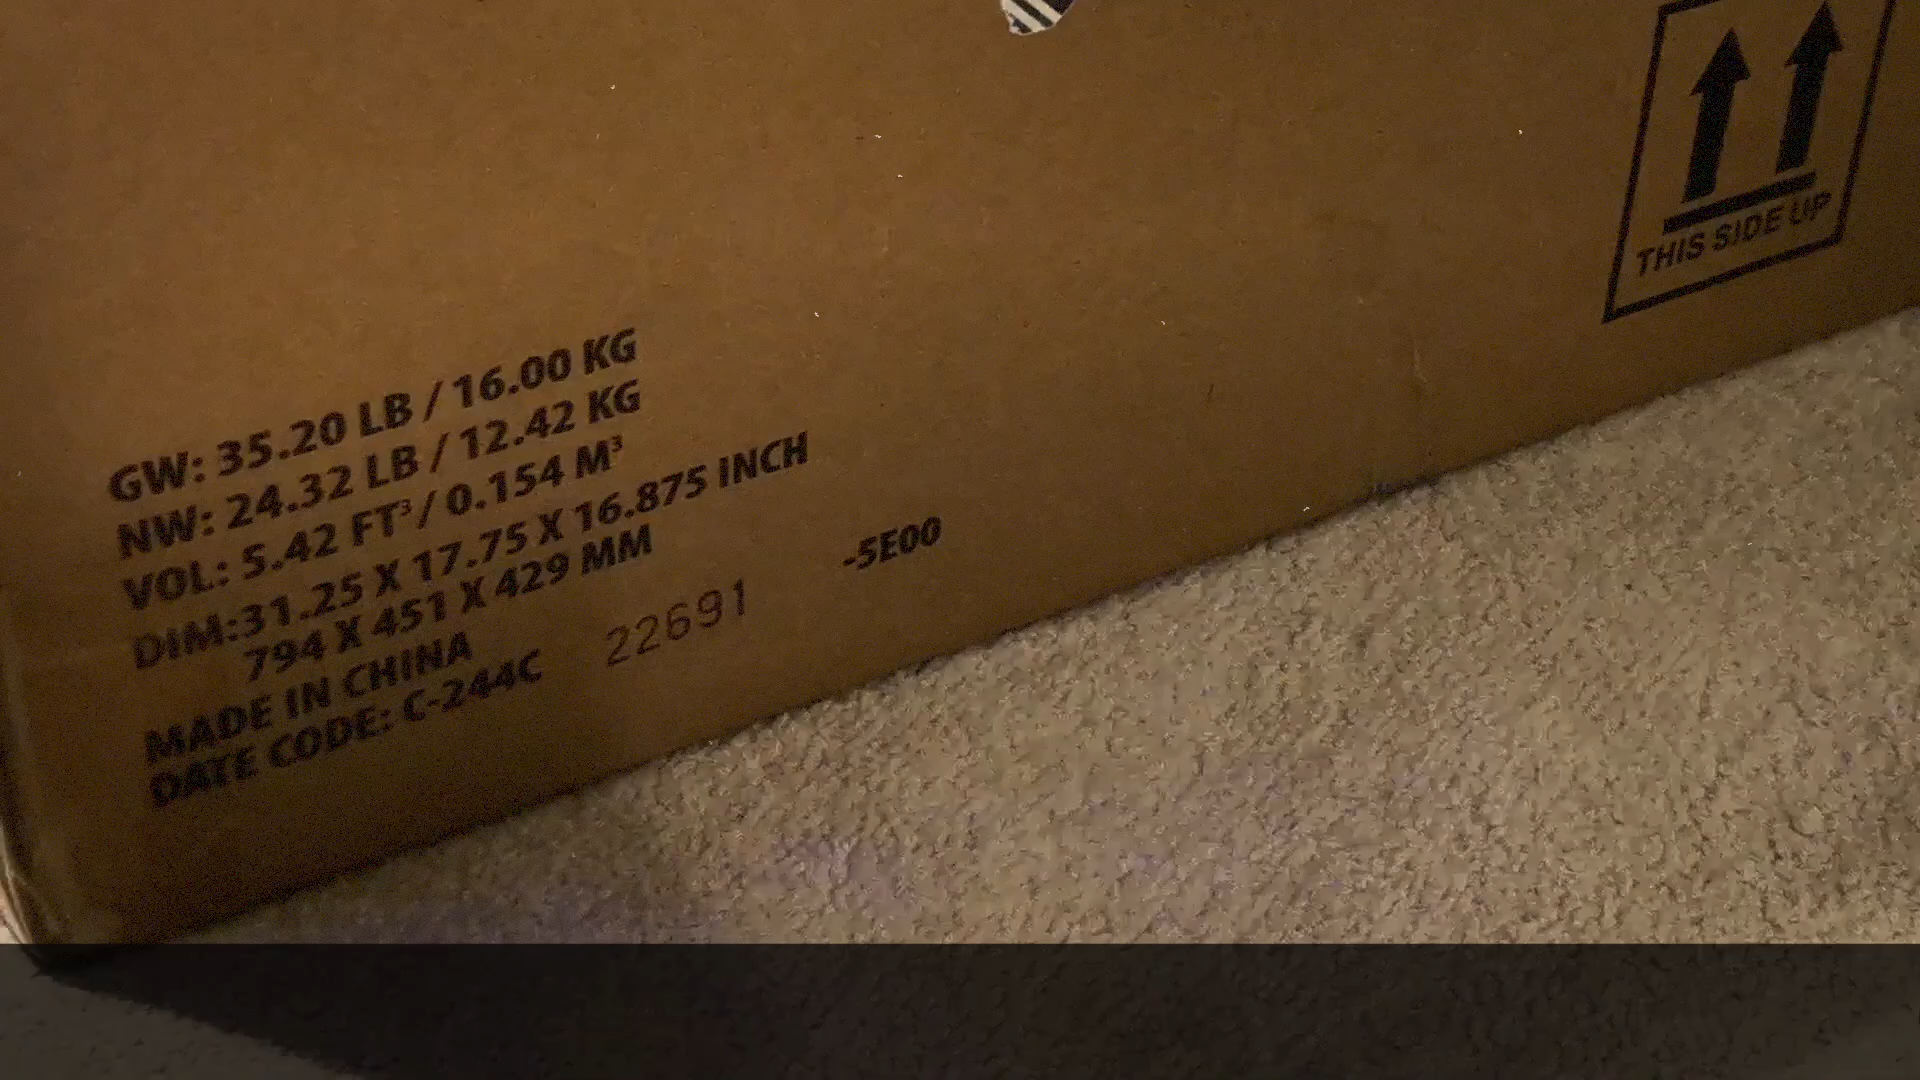 THIS SIDE UP
GW: 35.20 LB / 16.00 KG
NW: 24.32 LB / 12.42 KG
VOL: 5.42 FT³ / 0.154 M³
DIM:31.25 X 17.75 X 16.875 INCH
794 X 451 X 429 MM
MADE IN CHINA
DATE CODE: C-244C
22691
-5E00